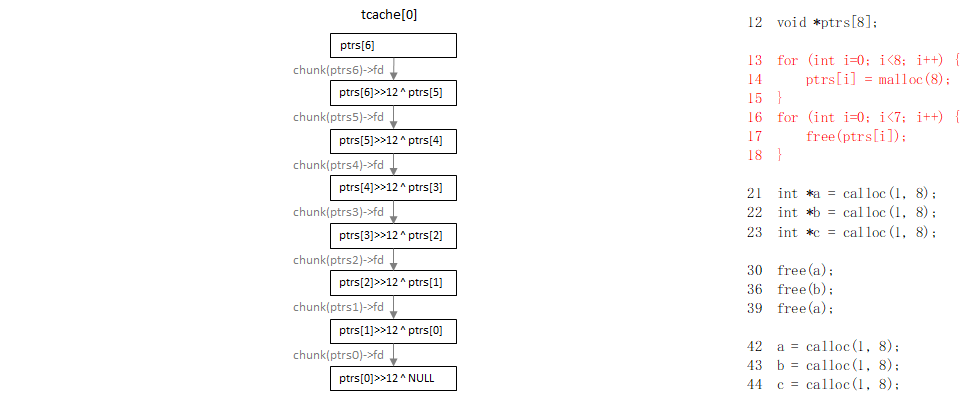 tcache[0]
ptrs[6]
chunk(ptrs6)->fd
ptrs[6]>>12 ^ ptrs[5]
chunk(ptrs5)->fd
ptrs[5]>>12 ^ ptrs[4]
chunk(ptrs4)->fd
ptrs[4]>>12 ^ ptrs[3]
chunk(ptrs3)->fd
ptrs[3]>>12 ^ ptrs[2]
chunk(ptrs2)->fd
ptrs[2]>>12 ^ ptrs[1]
chunk(ptrs1)->fd
ptrs[1]>>12 ^ ptrs[0]
chunk(ptrs0)->fd
ptrs[0]>>12 ^ NULL
12 void *ptrs[8];
13 for (int i=0; i<8; i++) {
14 ptrs[i] = malloc(8);
15 }
16 for (int i=0; i<7; i++) {
17 free(ptrs[i]);
18 }
21 int *a = calloc(1, 8);
22 int *b = calloc(1, 8);
23 int *c = calloc(1, 8);
30 free(a);
36 free(b);
39 free(a);
42 a = calloc(1, 8);
43 b = calloc(1, 8);
44 c = calloc(1, 8);